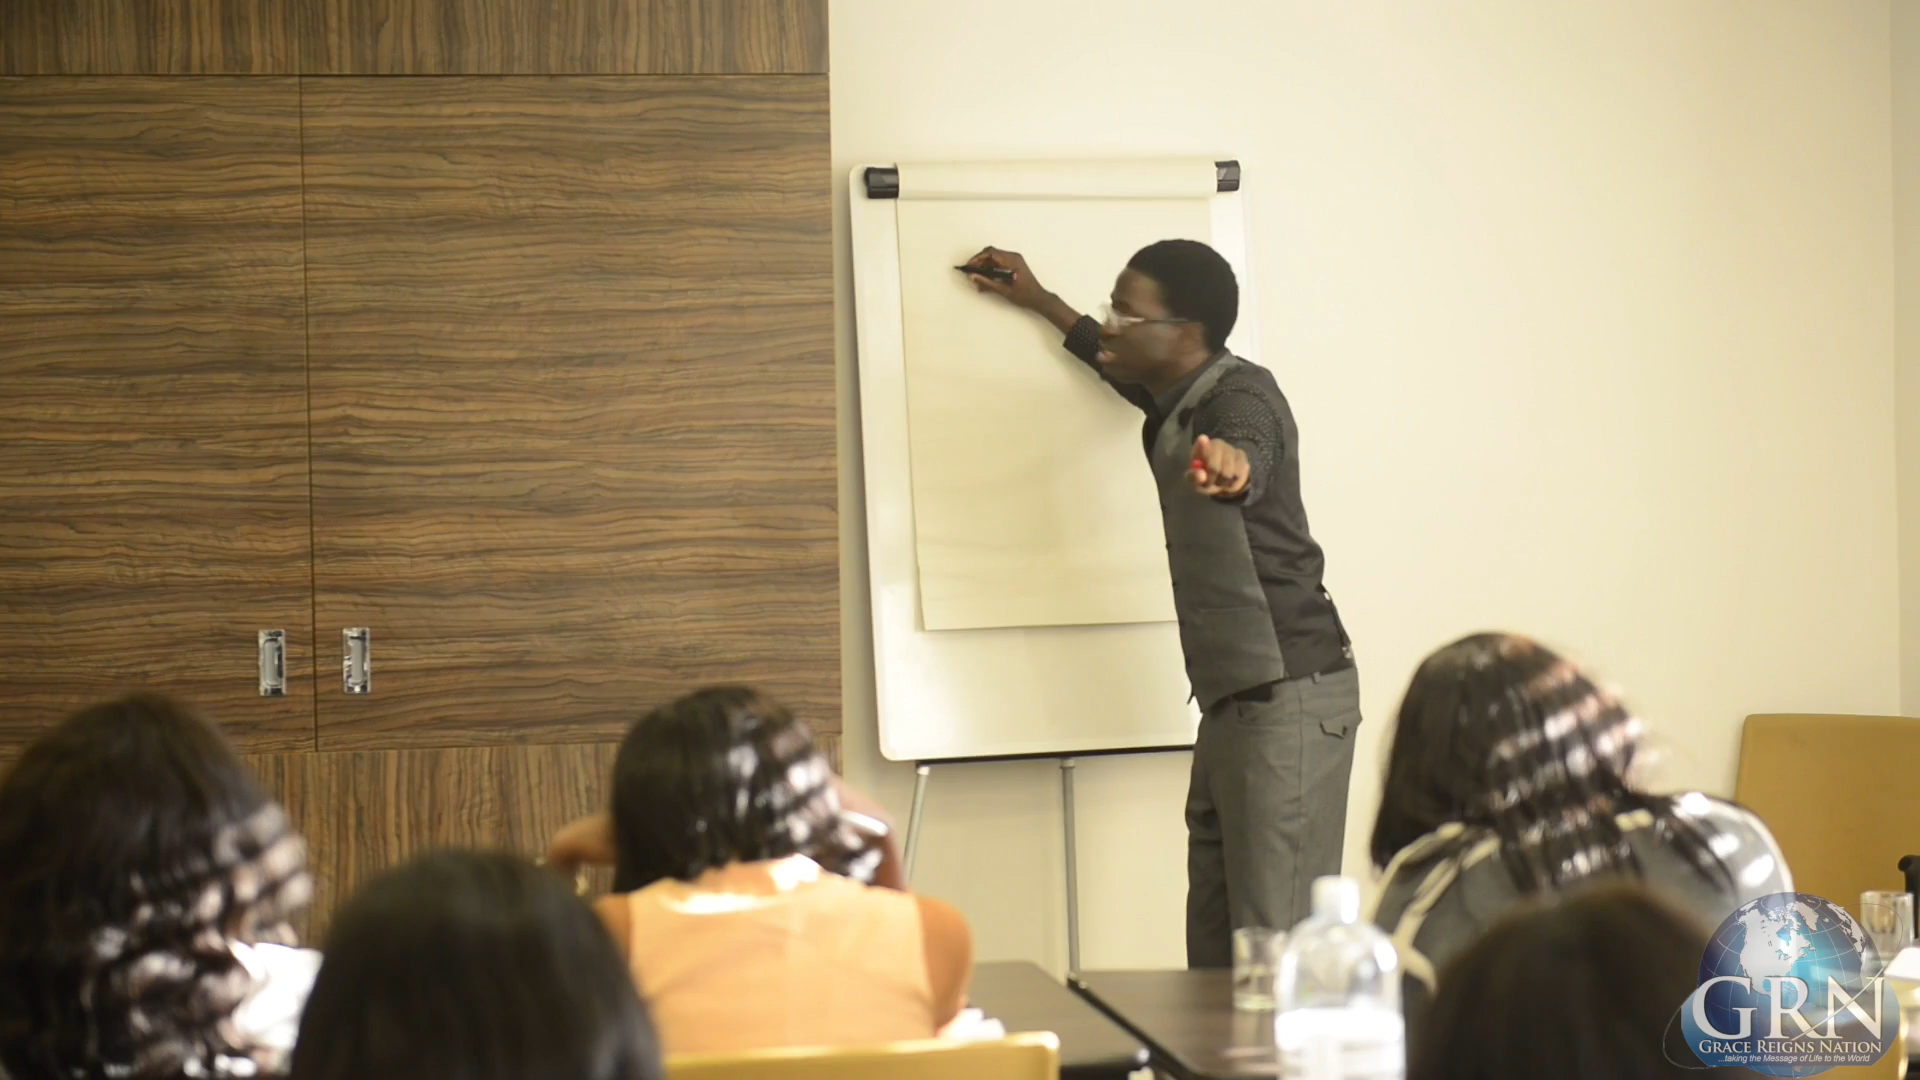 GRN
GRACE REIGNS NATION
...taking the Message of Life to the World